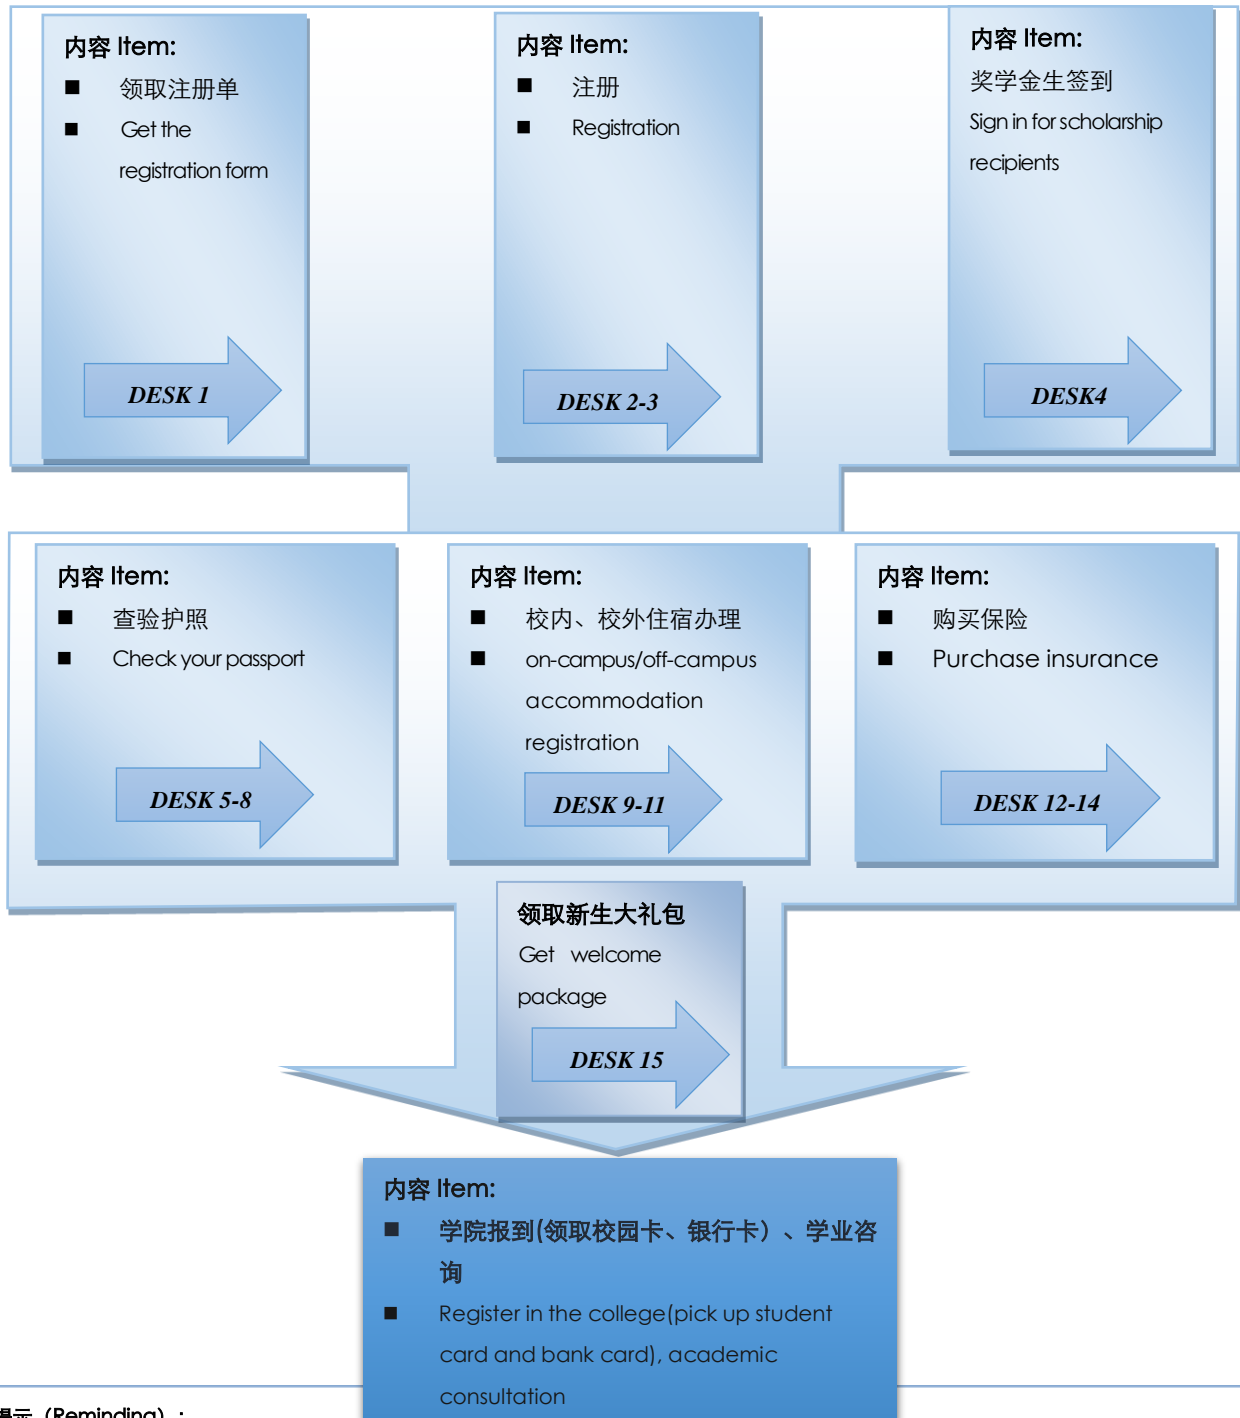 内容 Item:
■ 领取注册单
■ Get the
registration form
DESK 1
内容 Item:
■ 注册
■ Registration
DESK 2-3
内容 Item:
奖学金生签到
Sign in for scholarship
recipients
DESK4
内容 Item:
■ 查验护照
■ Check your passport
DESK 5-8
内容 Item:
■ 校内、校外住宿办理
■ on-campus/off-campus
accommodation
registration
DESK 9-11
内容 Item:
■ 购买保险
■ Purchase insurance
DESK 12-14
领取新生大礼包
Get welcome
package
DESK 15
内容 Item:
■ 学院报到(领取校园卡、银行卡）、学业咨
询
■ Register in the college(pick up student
card and bank card), academic
consultation
提示（Reminding）: